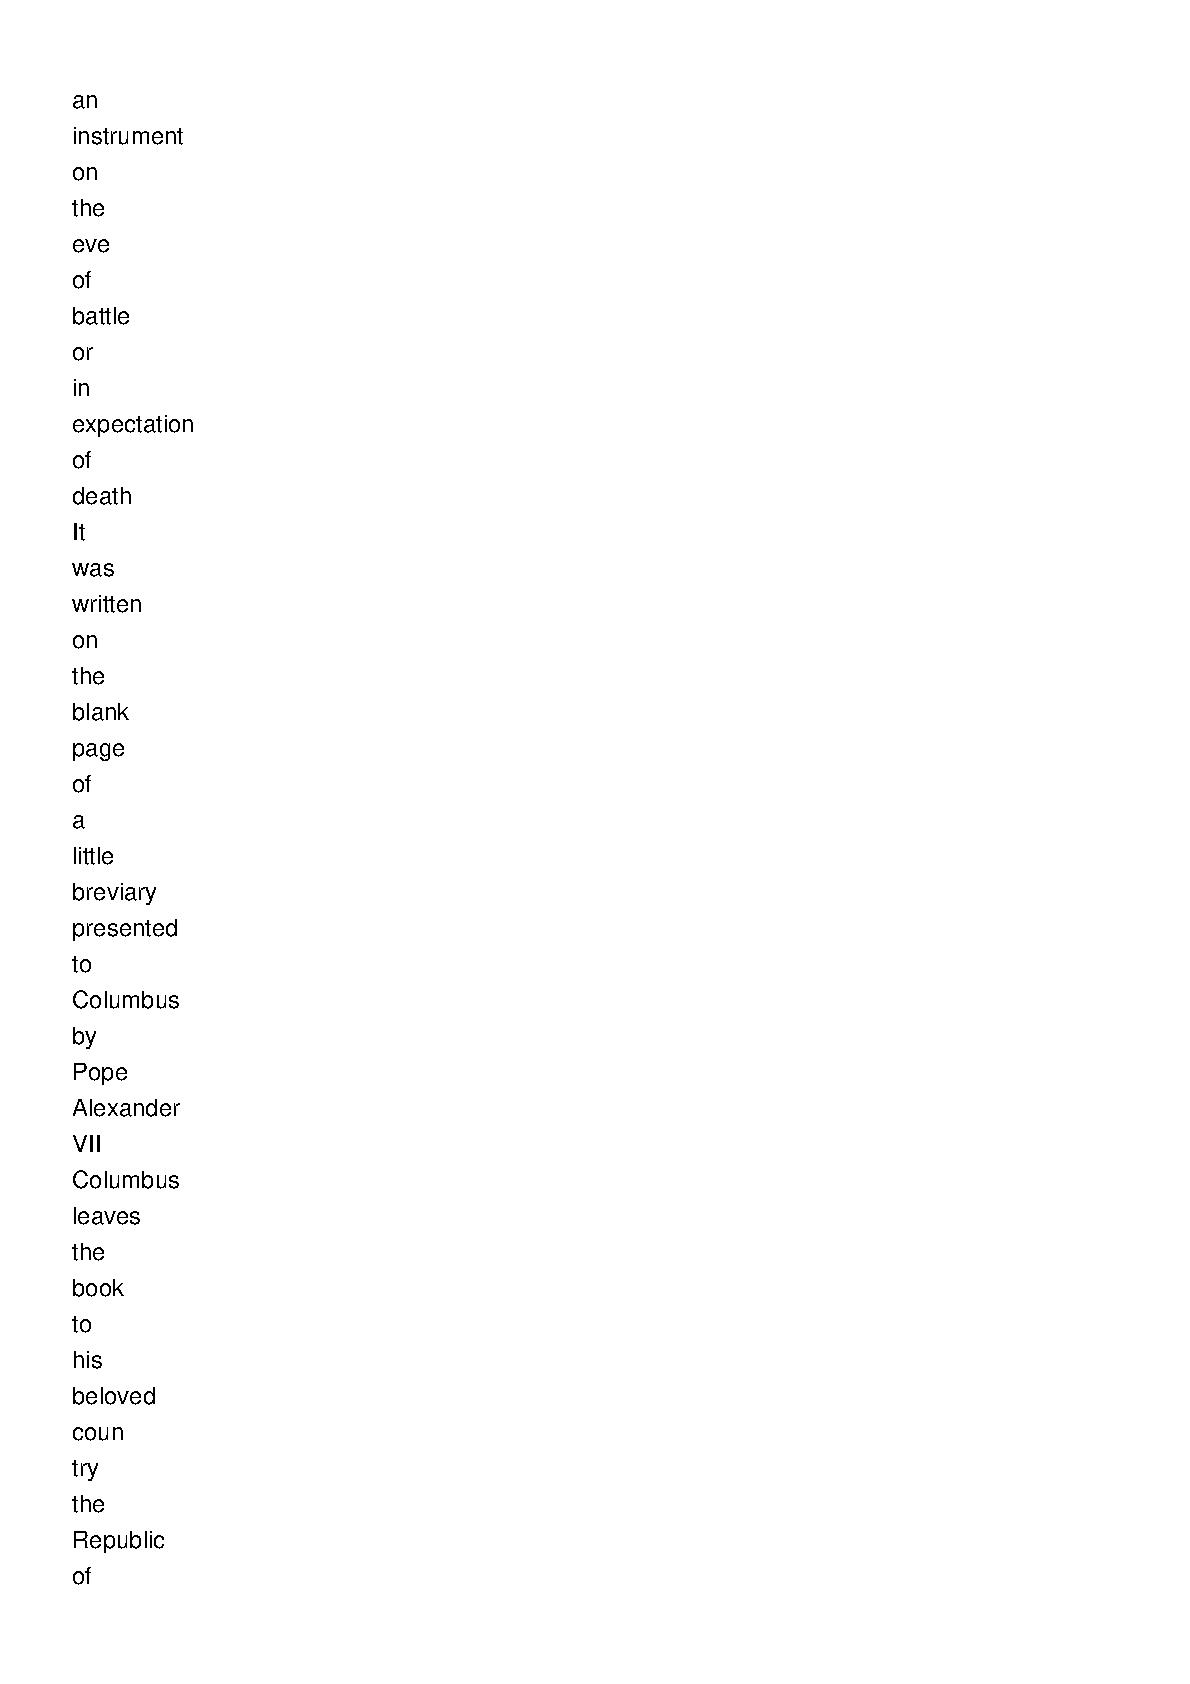 an
instrument
on
the
eve
of
battle
or
in
expectation
of
death
It
was
written
on
the
blank
page
of
a
little
breviary
presented
to
Columbus
by
Pope
Alexander
VII
Columbus
leaves
the
book
to
his
beloved
coun
try
the
Republic
of